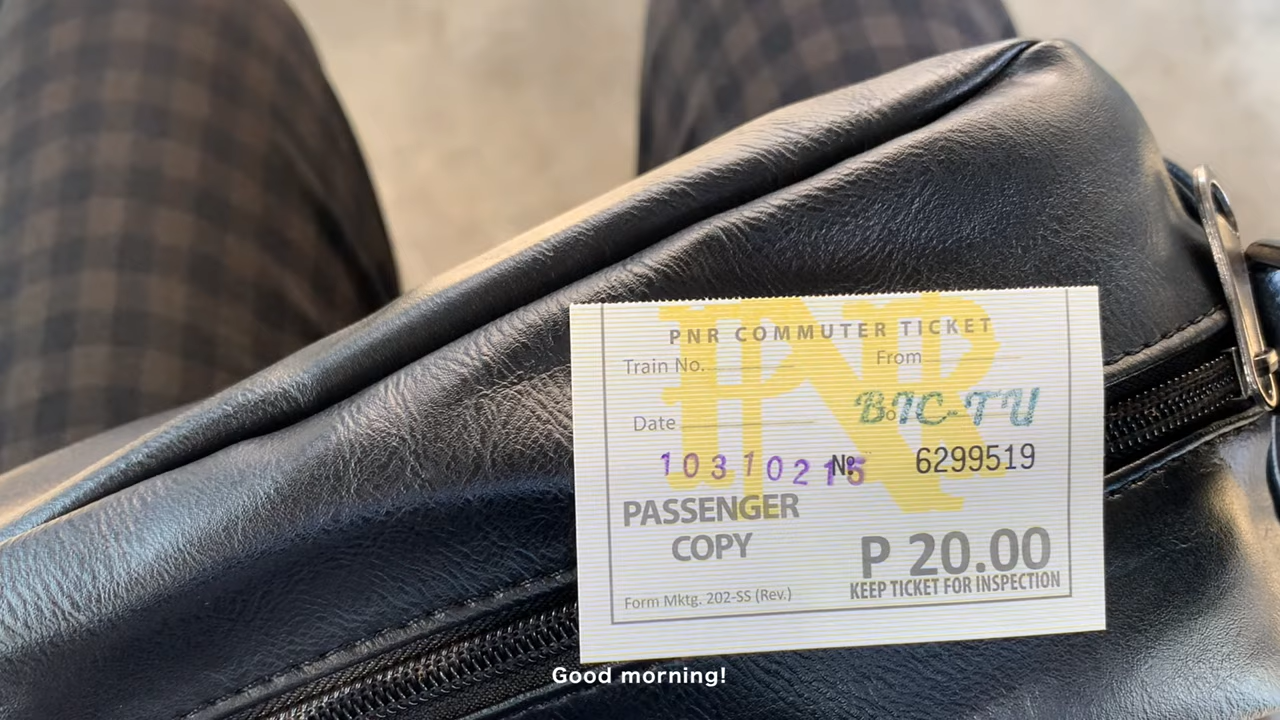 PNR COMMUTER TICKET
Train No. From
Date BIC-TU
10310215 No 6299519
PASSENGER
COPY
P 20.00
KEEP TICKET FOR INSPECTION
Form Mktg. 202-SS (Rev.)
Good morning!